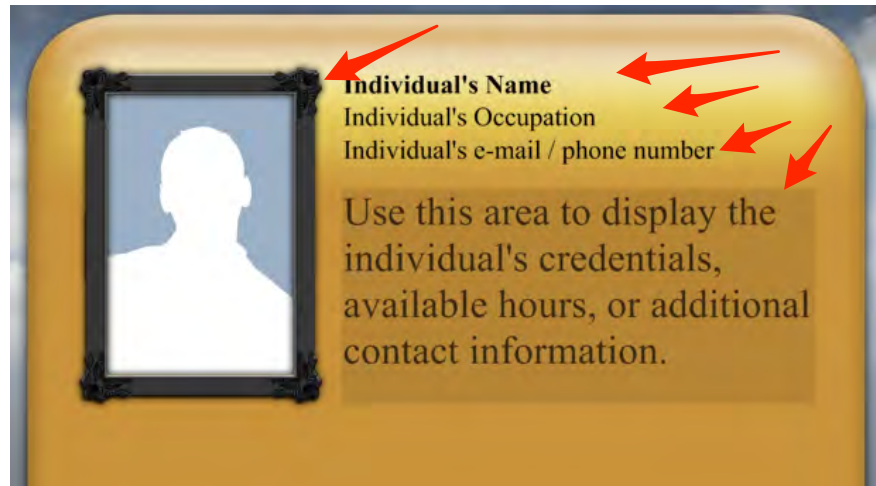 Individual's Name
Individual's Occupation
Individual's e-mail / phone number
Use this area to display the
individual's credentials,
available hours, or additional
contact information.